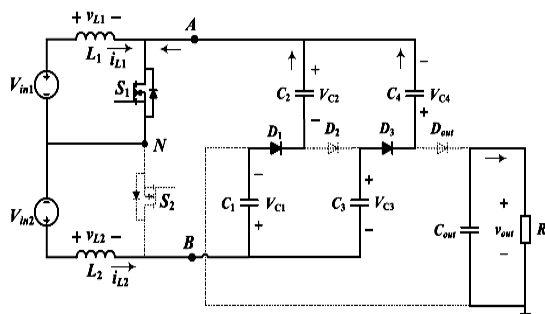 + vL1 − A
L1 iL1
Vin1 S1 + − 
C2 VC2 C4 VC4
− +
D1 D2 D3 Dout
N
S2 − + +
C1 VC1 C3 VC3 Cout vout R
Vin2 + − −
+ vL2 −
B
L2 iL2